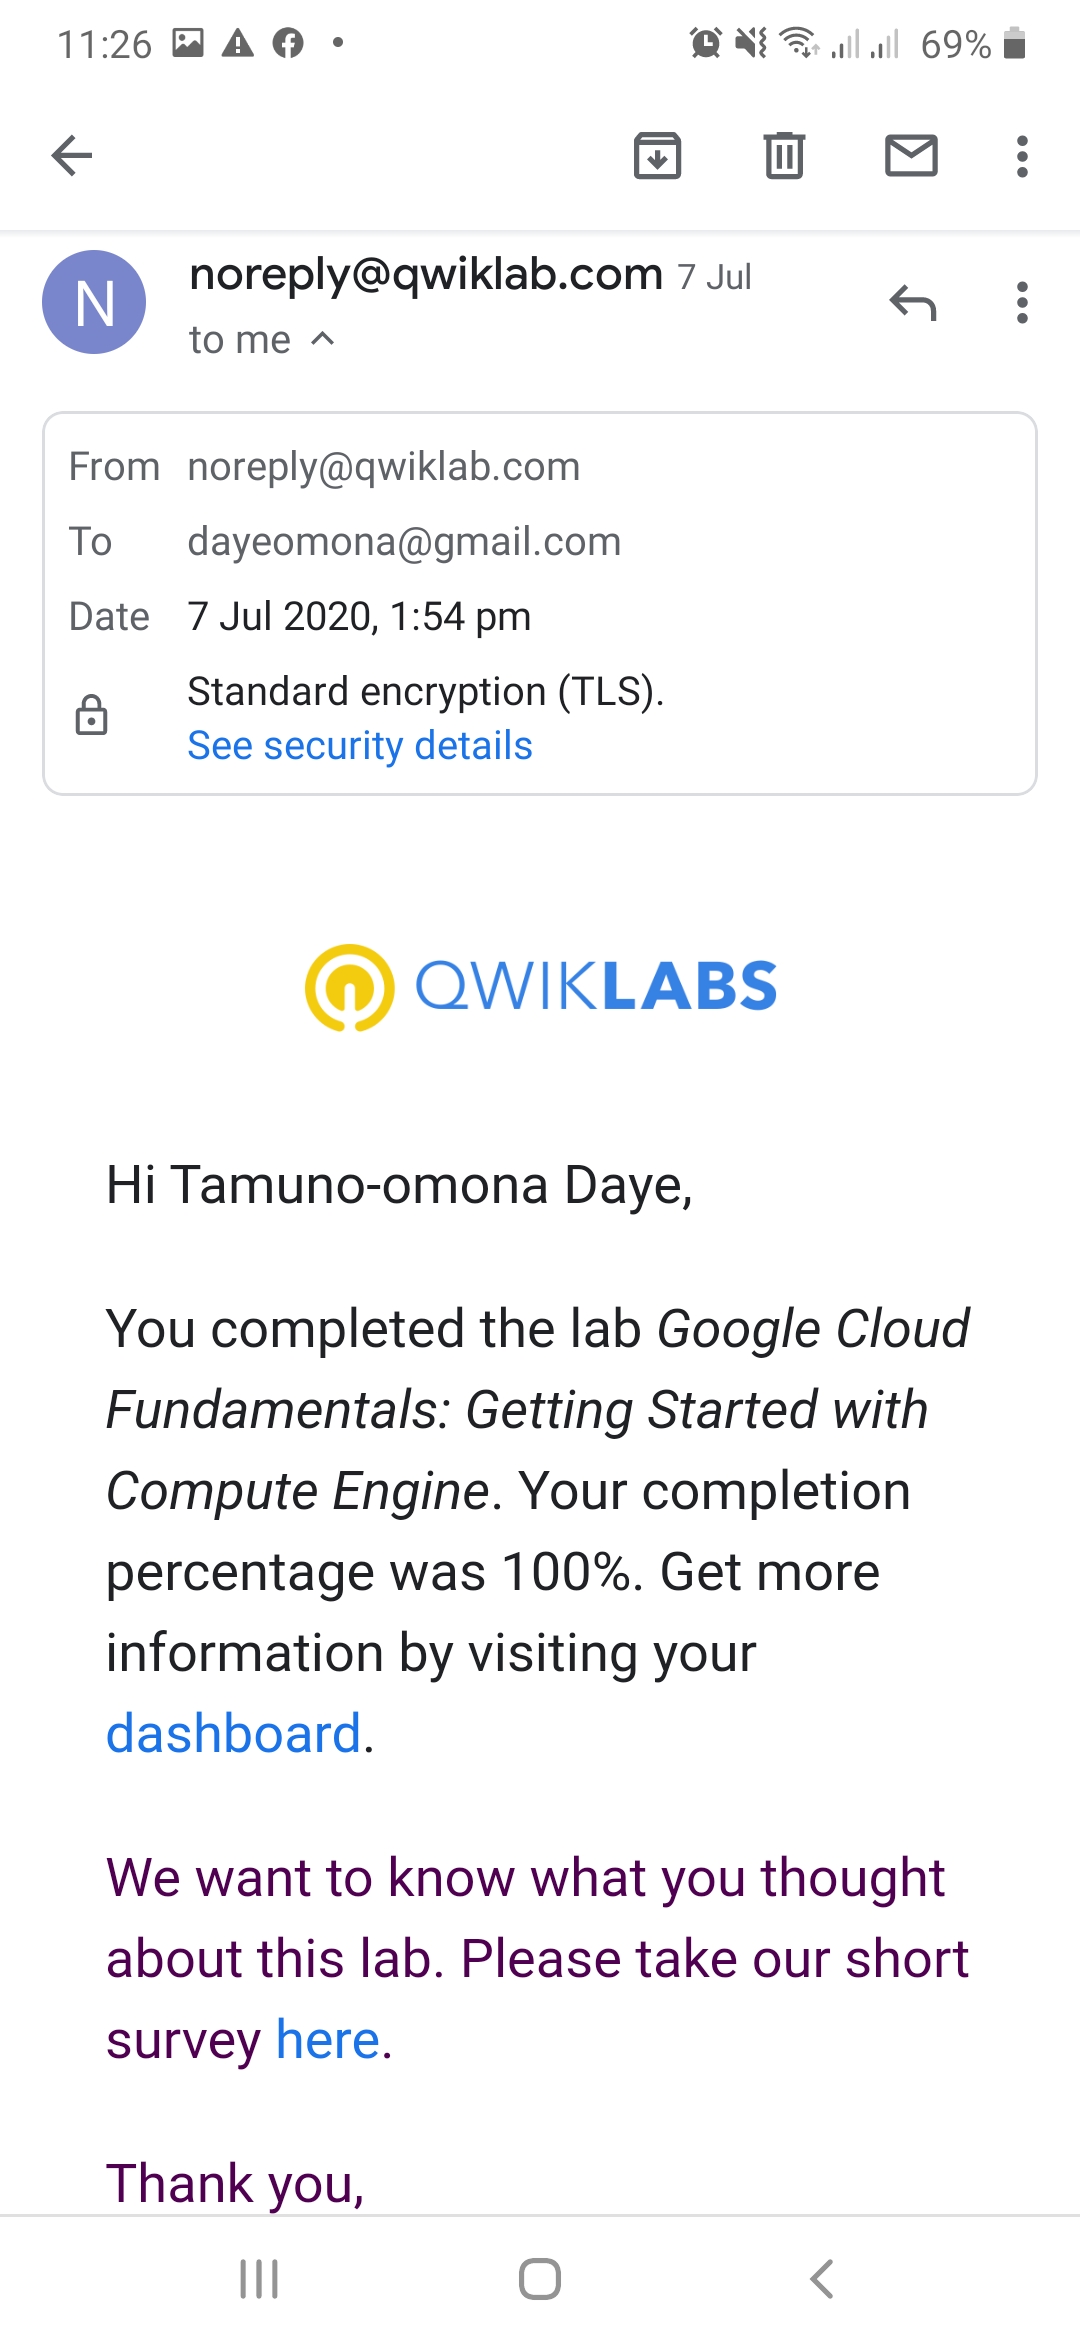 11:26 69%
N
noreply@qwiklab.com 7 Jul
to me
From noreply@qwiklab.com
To dayeomona@gmail.com
Date 7 Jul 2020, 1:54 pm
Standard encryption (TLS).
See security details
QWIKLABS
Hi Tamuno-omona Daye,
You completed the lab Google Cloud
Fundamentals: Getting Started with
Compute Engine. Your completion
percentage was 100%. Get more
information by visiting your
dashboard.
We want to know what you thought
about this lab. Please take our short
survey here.
Thank you,